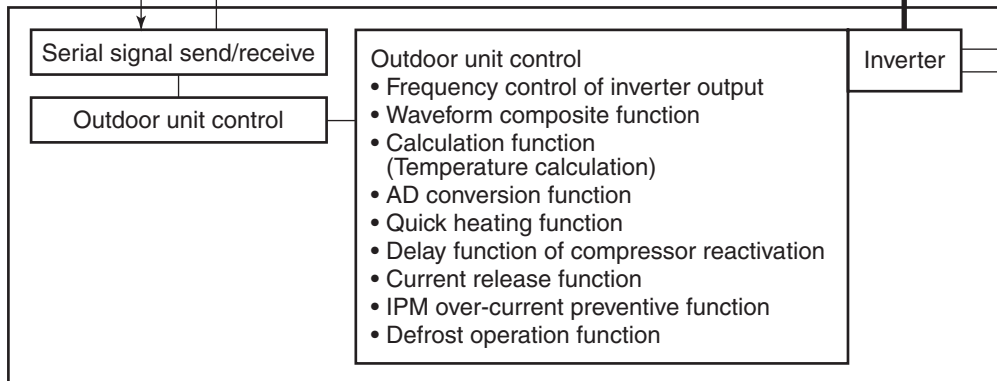 Serial signal send/receive
Outdoor unit control
Outdoor unit control
• Frequency control of inverter output
• Waveform composite function
• Calculation function
(Temperature calculation)
• AD conversion function
• Quick heating function
• Delay function of compressor reactivation
• Current release function
• IPM over-current preventive function
• Defrost operation function
Inverter